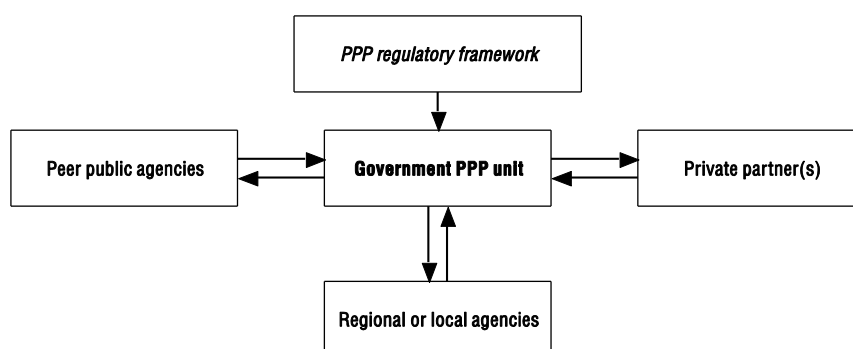 PPP regulatory framework
Peer public agencies
Government PPP unit
Private partner(s)
Regional or local agencies